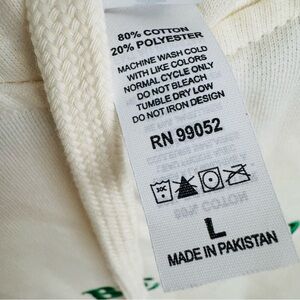 80% COTTON
20% POLYESTER
MACHINE WASH COLD
WITH LIKE COLORS
NORMAL CYCLE ONLY
DO NOT BLEACH
TUMBLE DRY LOW
DO NOT IRON DESIGN
RN 99052
L
MADE IN PAKISTAN